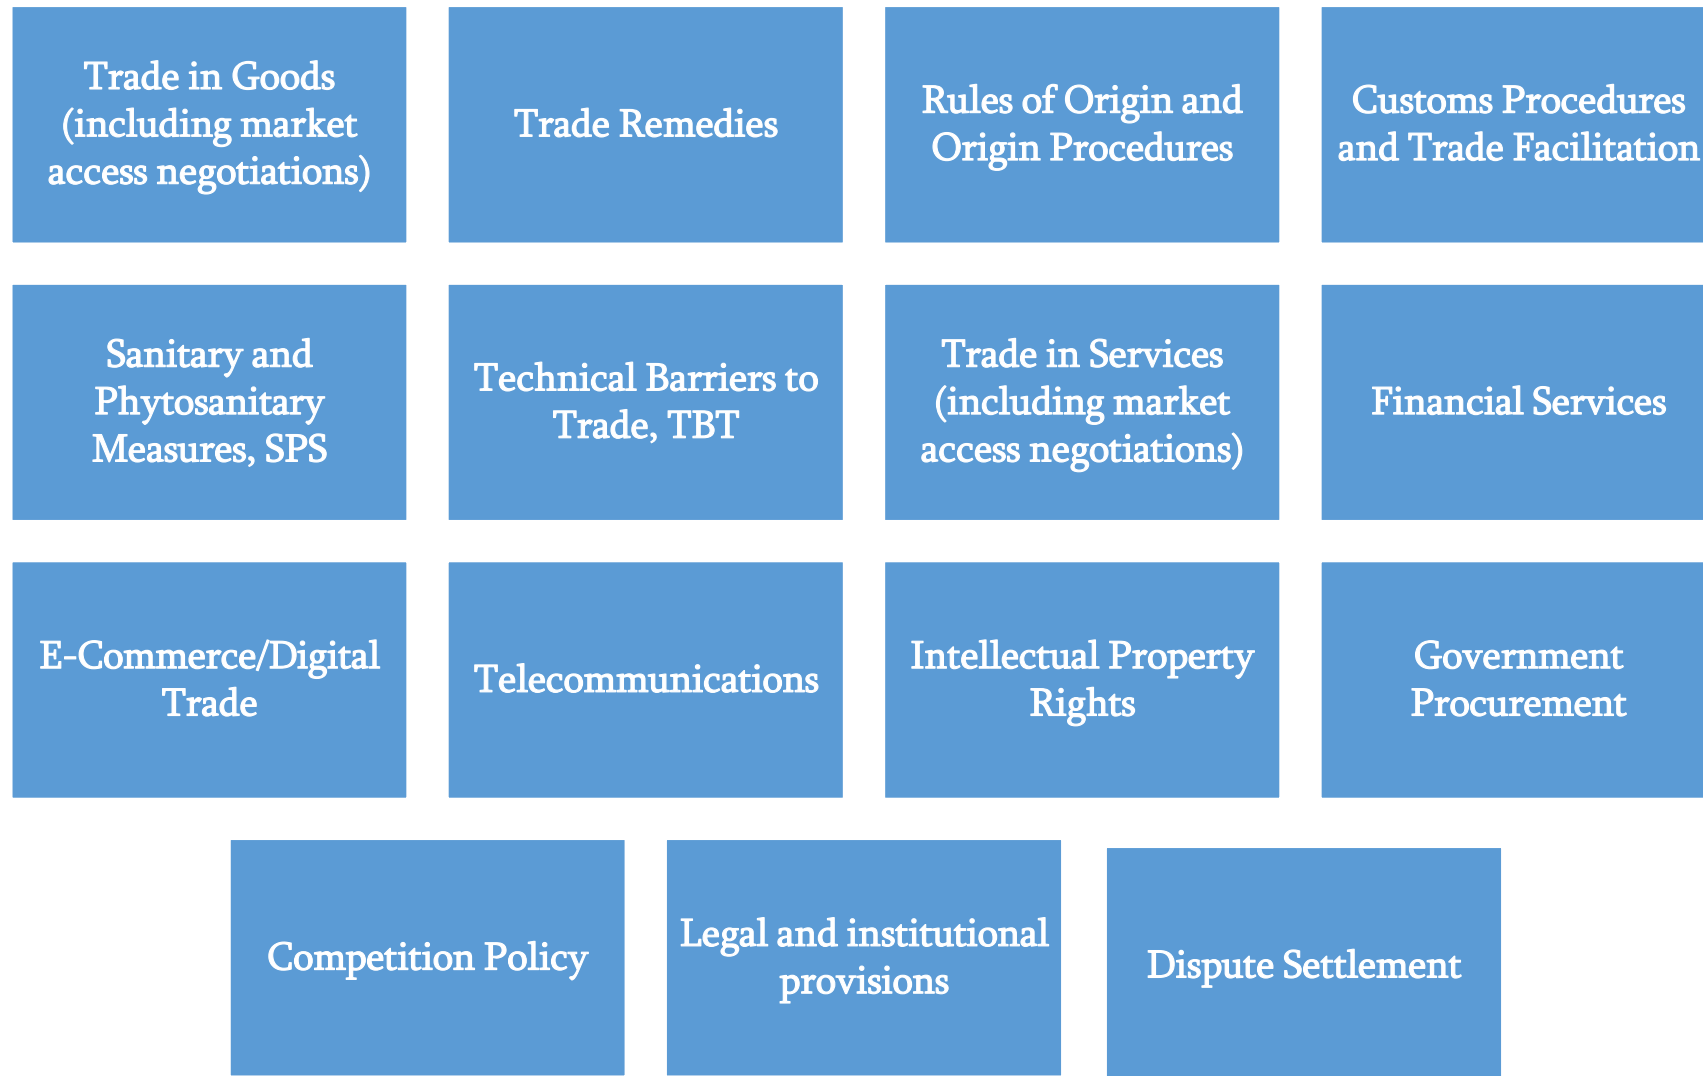 Trade in Goods
(including market
access negotiations)
Trade Remedies
Rules of Origin and
Origin Procedures
Customs Procedures
and Trade Facilitation
Sanitary and
Phytosanitary
Measures, SPS
Technical Barriers to
Trade, TBT
Trade in Services
(including market
access negotiations)
Financial Services
E-Commerce/Digital
Trade
Telecommunications
Intellectual Property
Rights
Government
Procurement
Competition Policy
Legal and institutional
provisions
Dispute Settlement